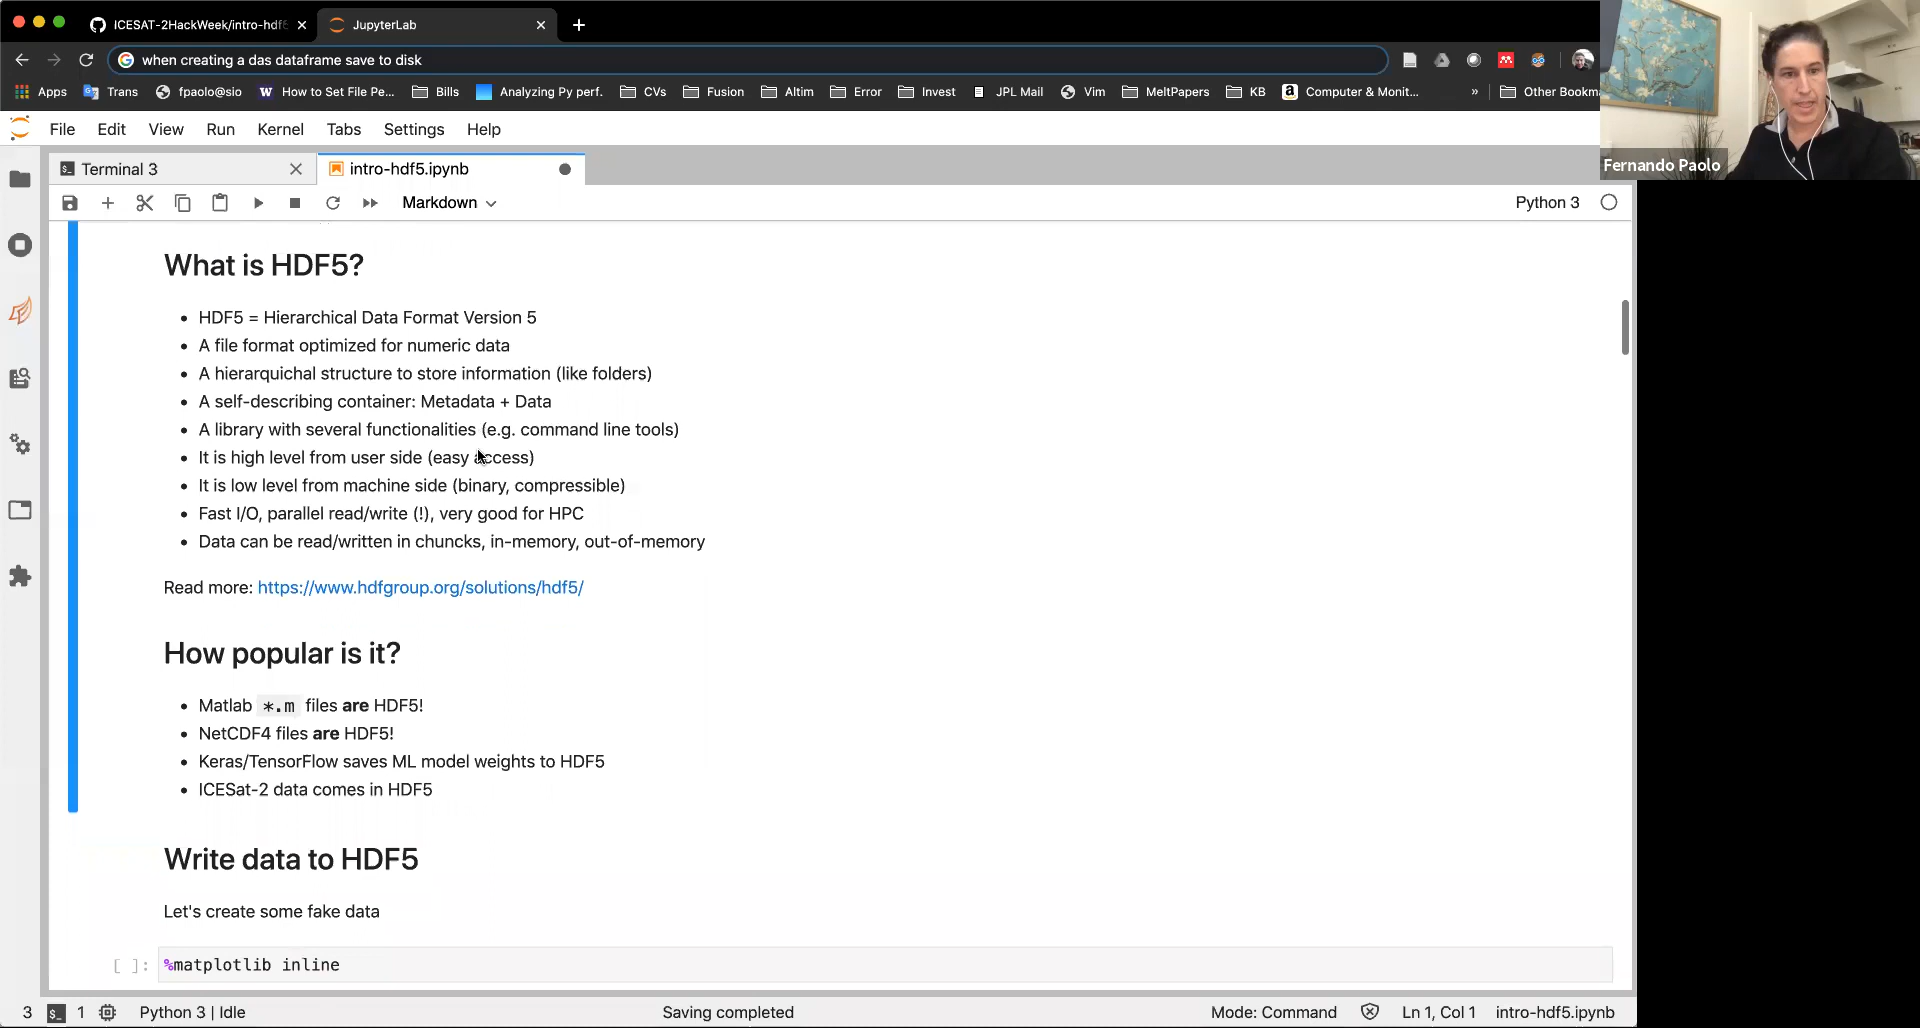 ICESAT-2HackWeek/intro-hdf5
JupyterLab
when creating a das dataframe save to disk
Apps
Trans
fpaolo@sio
How to Set File Pe...
Bills
Analyzing Py perf.
CVs
Fusion
Altim
Error
Invest
JPL Mail
Vim
MeltPapers
KB
Computer & Monit...
»
Other Bookma
File Edit View Run Kernel Tabs Settings Help
Fernando Paolo
Terminal 3
intro-hdf5.ipynb
Markdown
Python 3
What is HDF5?
• HDF5 = Hierarchical Data Format Version 5
• A file format optimized for numeric data
• A hierarquichal structure to store information (like folders)
• A self-describing container: Metadata + Data
• A library with several functionalities (e.g. command line tools)
• It is high level from user side (easy access)
• It is low level from machine side (binary, compressible)
• Fast I/O, parallel read/write (!), very good for HPC
• Data can be read/written in chuncks, in-memory, out-of-memory
Read more: https://www.hdfgroup.org/solutions/hdf5/
How popular is it?
• Matlab *.m files are HDF5!
• NetCDF4 files are HDF5!
• Keras/TensorFlow saves ML model weights to HDF5
• ICESat-2 data comes in HDF5
Write data to HDF5
Let's create some fake data
[ ]: %matplotlib inline
3 1 Python 3 | Idle
Saving completed
Mode: Command
Ln 1, Col 1
intro-hdf5.ipynb